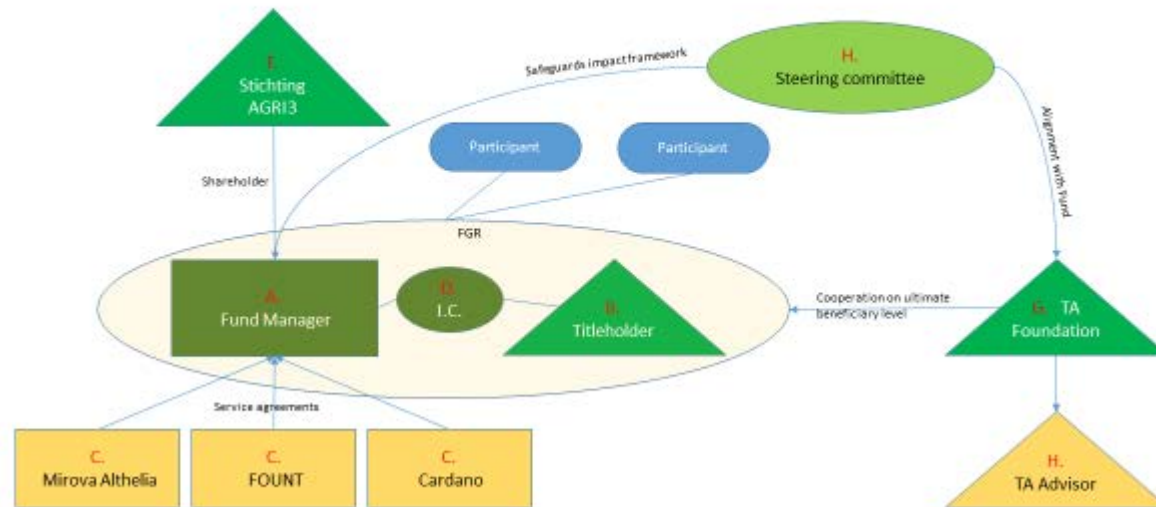 Stichting
AGRI3
Safeguards impact framework
H.
Steering committee
Participant
Participant
Alignment with Fund
Shareholder
FGR
A.
Fund Manager
D.
I.C.
B.
Titleholder
Cooperation on ultimate
beneficiary level
G. TA
Foundation
Service agreements
C.
Mirova Althelia
C.
FOUNT
C.
Cardano
H.
TA Advisor